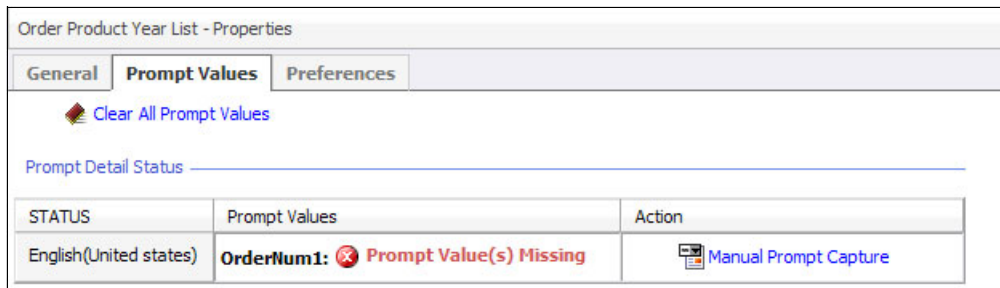 Order Product Year List - Properties
General Prompt Values Preferences
Clear All Prompt Values
Prompt Detail Status
STATUS Prompt Values Action
English(United states) OrderNum1: Prompt Value(s) Missing Manual Prompt Capture